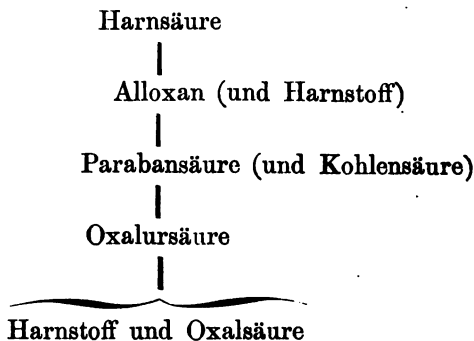 Harnsäure
Alloxan (und Harnstoff)
Parabansäure (und Kohlensäure)
Oxalursäure
Harnstoff und Oxalsäure